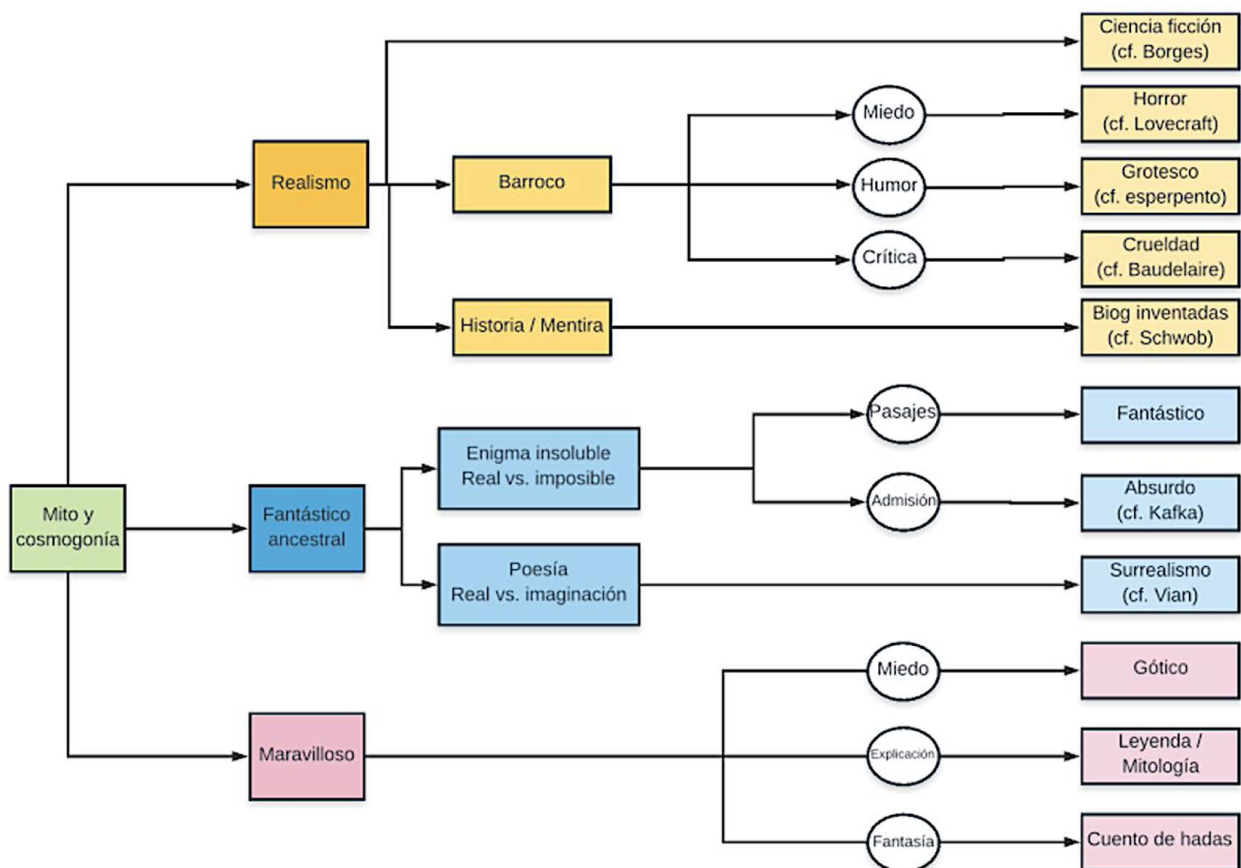 Ciencia ficción
(cf. Borges)
Miedo
Horror
(cf. Lovecraft)
Realismo
Barroco
Humor
Grotesco
(cf. esperpento)
Crítica
Crueldad
(cf. Baudelaire)
Historia / Mentira
Biog inventadas
(cf. Schwob)
Pasajes
Fantástico
Enigma insoluble
Real vs. imposible
Mito y
cosmogonía
Fantástico
ancestral
Admisión
Absurdo
(cf. Kafka)
Poesía
Real vs. imaginación
Surrealismo
(cf. Vian)
Miedo
Gótico
Maravilloso
Explicación
Leyenda /
Mitología
Fantasía
Cuento de hadas